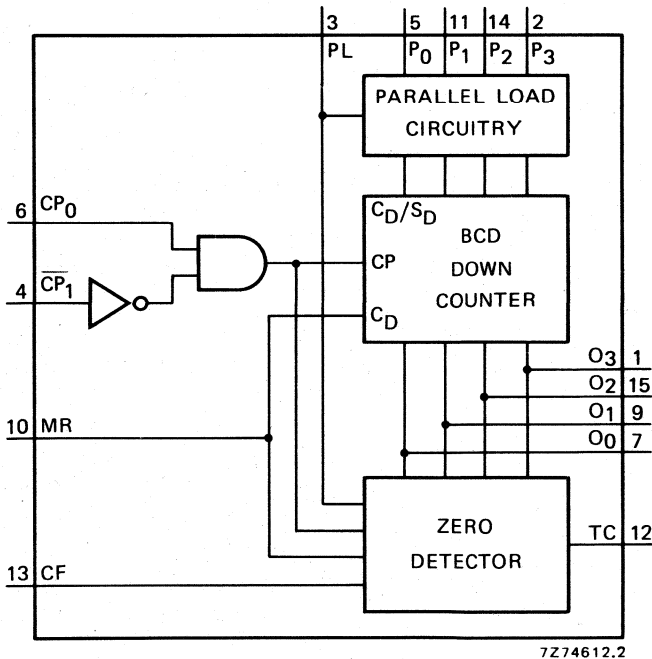 3 5 11 14 2
PL P0 P1 P2 P3
PARALLEL LOAD
CIRCUITRY
6 CP0
CD/SD
BCD
CP
DOWN
4 C̅P̅1
COUNTER
CD
O3 1
O2 15
O1 9
10 MR
O0 7
ZERO
TC 12
DETECTOR
13 CF
7Z74612.2